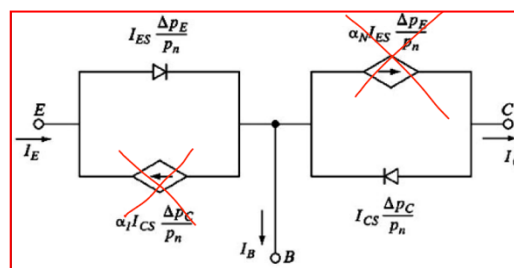 I_ES Δp_E/p_n
α_N I_ES Δp_E/p_n
E
C
I_E
I
α_I I_CS Δp_C/p_n
I_B
B
I_CS Δp_C/p_n